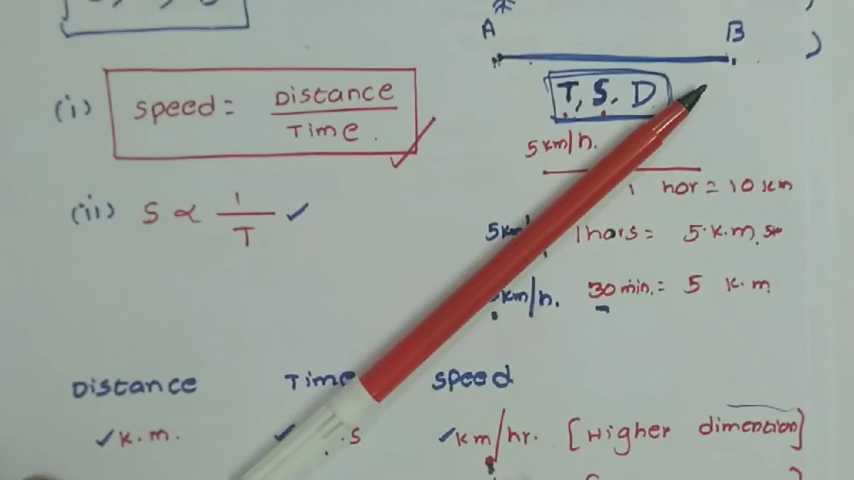 A B
(i) Speed = Distance / Time.
T, S, D
5 km/h.
1 hor = 10 km
(ii) S ∝ 1 / T
1 hors = 5 K.m.
km/h. 30 min. = 5 K.m
Distance Time Speed
K.m. s km/hr. [Higher dimension]